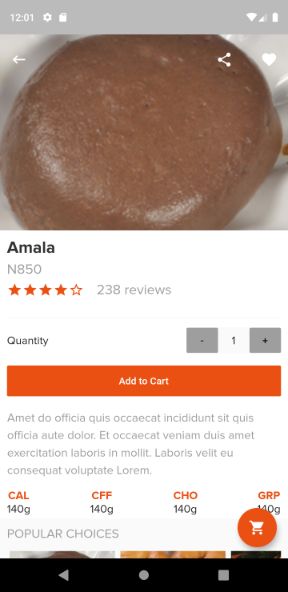 12:01
Amala
N850
238 reviews
Quantity
- 1 +
Add to Cart
Amet do officia quis occaecat incididunt sit quis
officia aute dolor. Et occaecat veniam duis amet
exercitation laboris in mollit. Laboris velit eu
consequat voluptate Lorem.
CAL CFF CHO GRP
140g 140g 140g 140g
POPULAR CHOICES